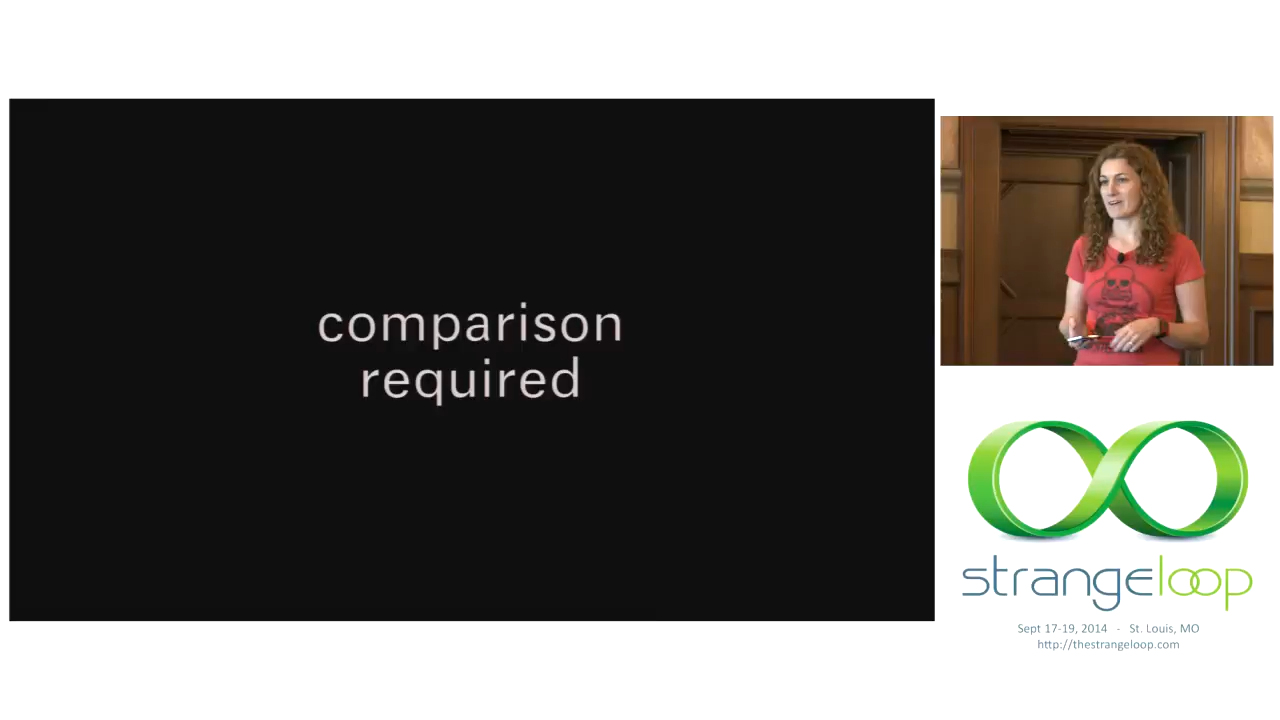 comparison
required
strangeloop
Sept 17-19, 2014 - St. Louis, MO
http://thestrangeloop.com